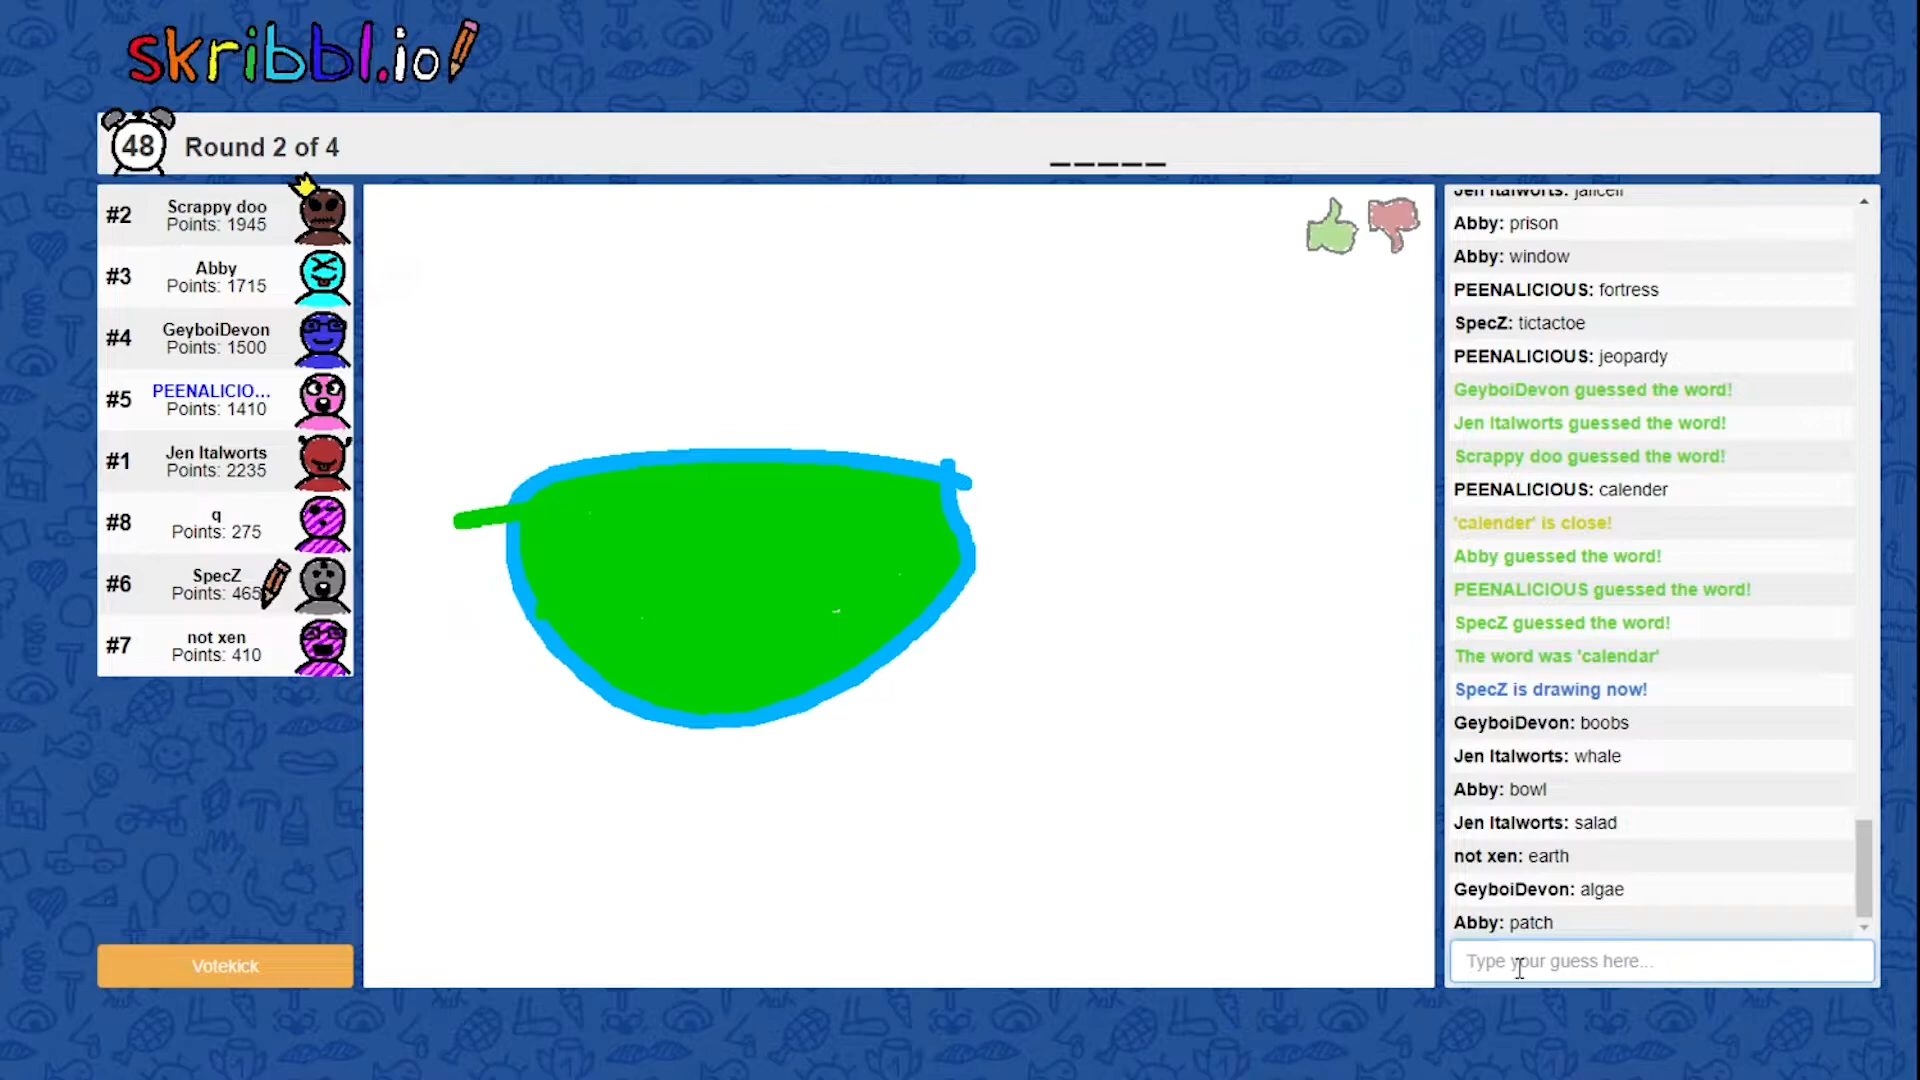 skribbl.io
48
Round 2 of 4
_ _ _ _ _
#2 Scrappy doo
Points: 1945
#3 Abby
Points: 1715
#4 GeyboiDevon
Points: 1500
#5 PEENALICIO...
Points: 1410
#1 Jen Italworts
Points: 2235
#8 q
Points: 275
#6 SpecZ
Points: 465
#7 not xen
Points: 410
Votekick
Jen Italworts: jailcell
Abby: prison
Abby: window
PEENALICIOUS: fortress
SpecZ: tictactoe
PEENALICIOUS: jeopardy
GeyboiDevon guessed the word!
Jen Italworts guessed the word!
Scrappy doo guessed the word!
PEENALICIOUS: calender
'calender' is close!
Abby guessed the word!
PEENALICIOUS guessed the word!
SpecZ guessed the word!
The word was 'calendar'
SpecZ is drawing now!
GeyboiDevon: boobs
Jen Italworts: whale
Abby: bowl
Jen Italworts: salad
not xen: earth
GeyboiDevon: algae
Abby: patch
Type your guess here...